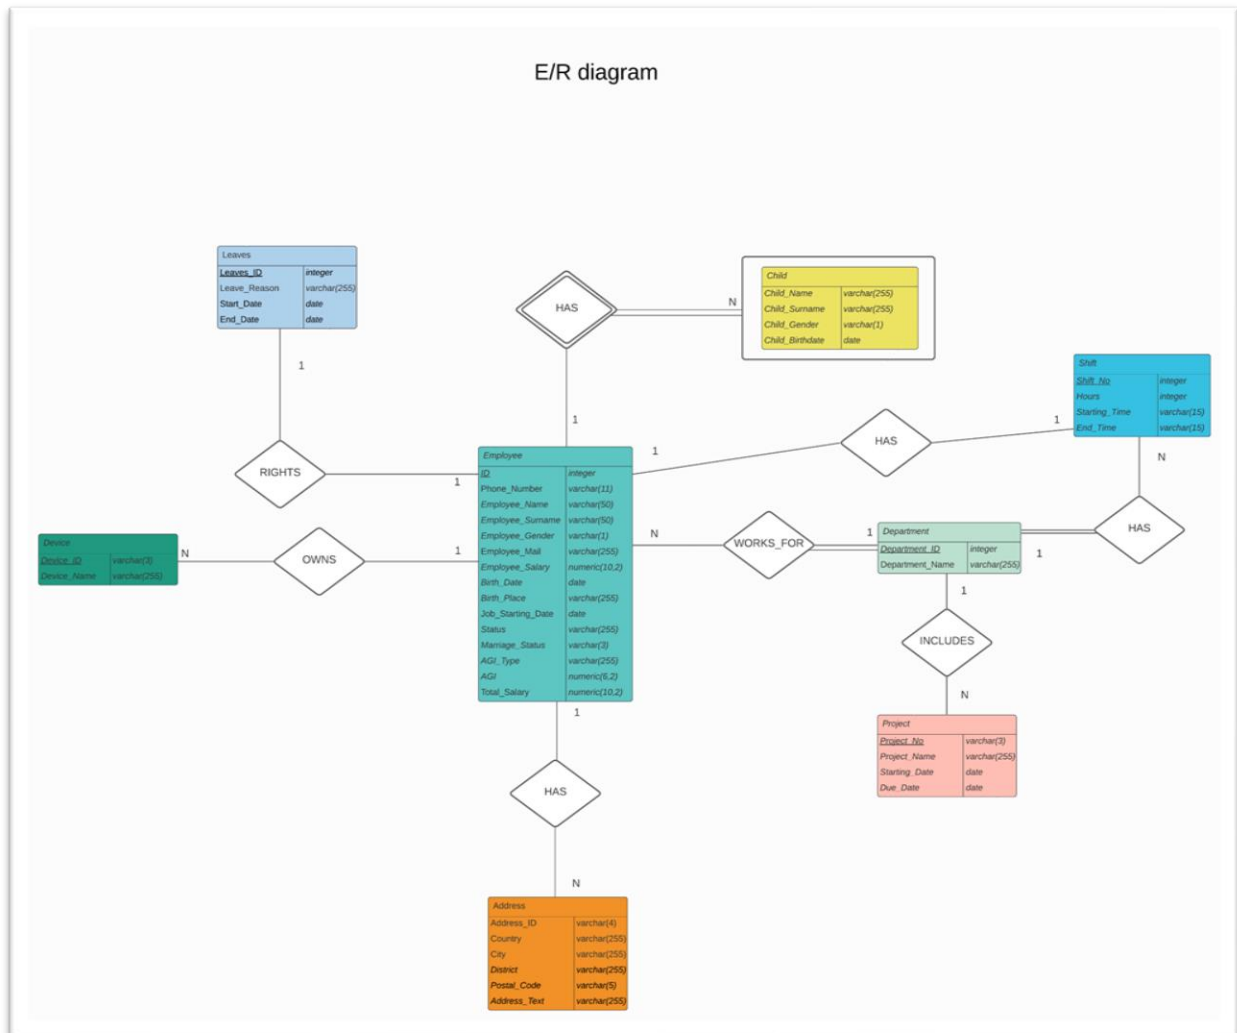 E/R diagram
Leaves
Leaves_ID integer
Leave_Reason varchar(255)
Start_Date date
End_Date date
1
RIGHTS
1
HAS
N
1
Child
Child_Name varchar(255)
Child_Surname varchar(255)
Child_Gender varchar(1)
Child_Birthdate date
Shift
Shift_No integer
Hours integer
Starting_Time varchar(15)
End_Time varchar(15)
1
HAS
1
N
HAS
1
Employee
ID integer
Phone_Number varchar(11)
Employee_Name varchar(50)
Employee_Surname varchar(50)
Employee_Gender varchar(1)
Employee_Mail varchar(255)
Employee_Salary numeric(10,2)
Birth_Date date
Birth_Place varchar(255)
Job_Starting_Date date
Status varchar(255)
Marriage_Status varchar(3)
AGI_Type varchar(255)
AGI numeric(6,2)
Total_Salary numeric(10,2)
Device
Device_ID varchar(3)
Device_Name varchar(255)
N
OWNS
1
N
WORKS_FOR
1
Department
Department_ID integer
Department_Name varchar(255)
1
INCLUDES
N
Project
Project_No varchar(3)
Project_Name varchar(255)
Starting_Date date
Due_Date date
1
HAS
N
Address
Address_ID varchar(4)
Country varchar(255)
City varchar(255)
District varchar(255)
Postal_Code varchar(5)
Address_Text varchar(255)